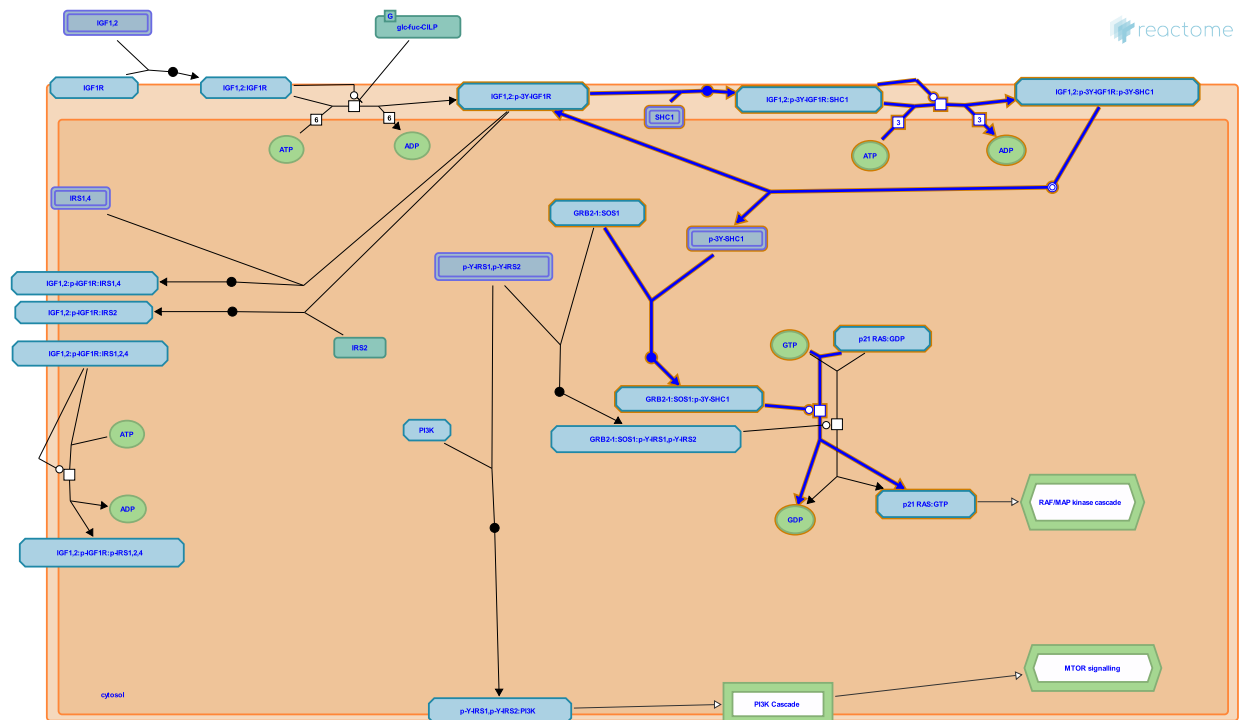 IGF1,2
G
glc-fuc-CILP
reactome
IGF1R
IGF1,2:IGF1R
IGF1,2:p-3Y-IGF1R
SHC1
IGF1,2:p-3Y-IGF1R:SHC1
IGF1,2:p-3Y-IGF1R:p-3Y-SHC1
6
6
ATP
ADP
3
3
ATP
ADP
IRS1,4
GRB2-1:SOS1
p-3Y-SHC1
p-Y-IRS1,p-Y-IRS2
IGF1,2:p-IGF1R:IRS1,4
IGF1,2:p-IGF1R:IRS2
IRS2
IGF1,2:p-IGF1R:IRS1,2,4
GTP
p21 RAS:GDP
GRB2-1:SOS1:p-3Y-SHC1
ATP
PI3K
GRB2-1:SOS1:p-Y-IRS1,p-Y-IRS2
ADP
GDP
p21 RAS:GTP
RAF/MAP kinase cascade
IGF1,2:p-IGF1R:p-IRS1,2,4
MTOR signalling
cytosol
p-Y-IRS1,p-Y-IRS2:PI3K
PI3K Cascade